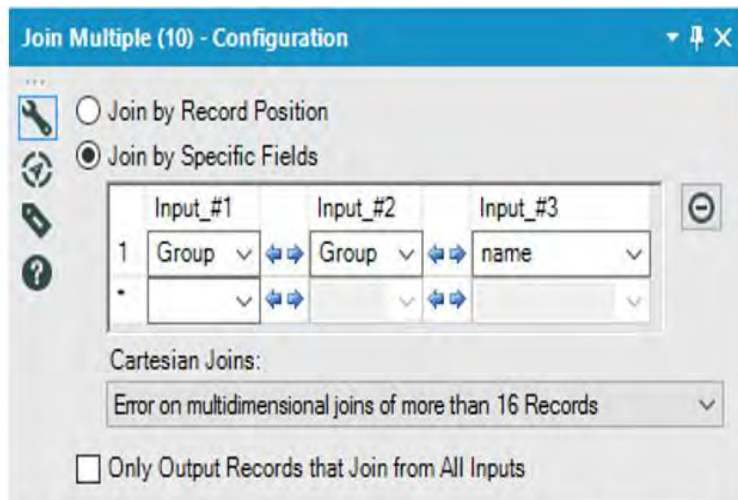 Join Multiple (10) - Configuration
Join by Record Position
Join by Specific Fields
Input_#1 Input_#2 Input_#3
1 Group Group name
*
Cartesian Joins:
Error on multidimensional joins of more than 16 Records
Only Output Records that Join from All Inputs